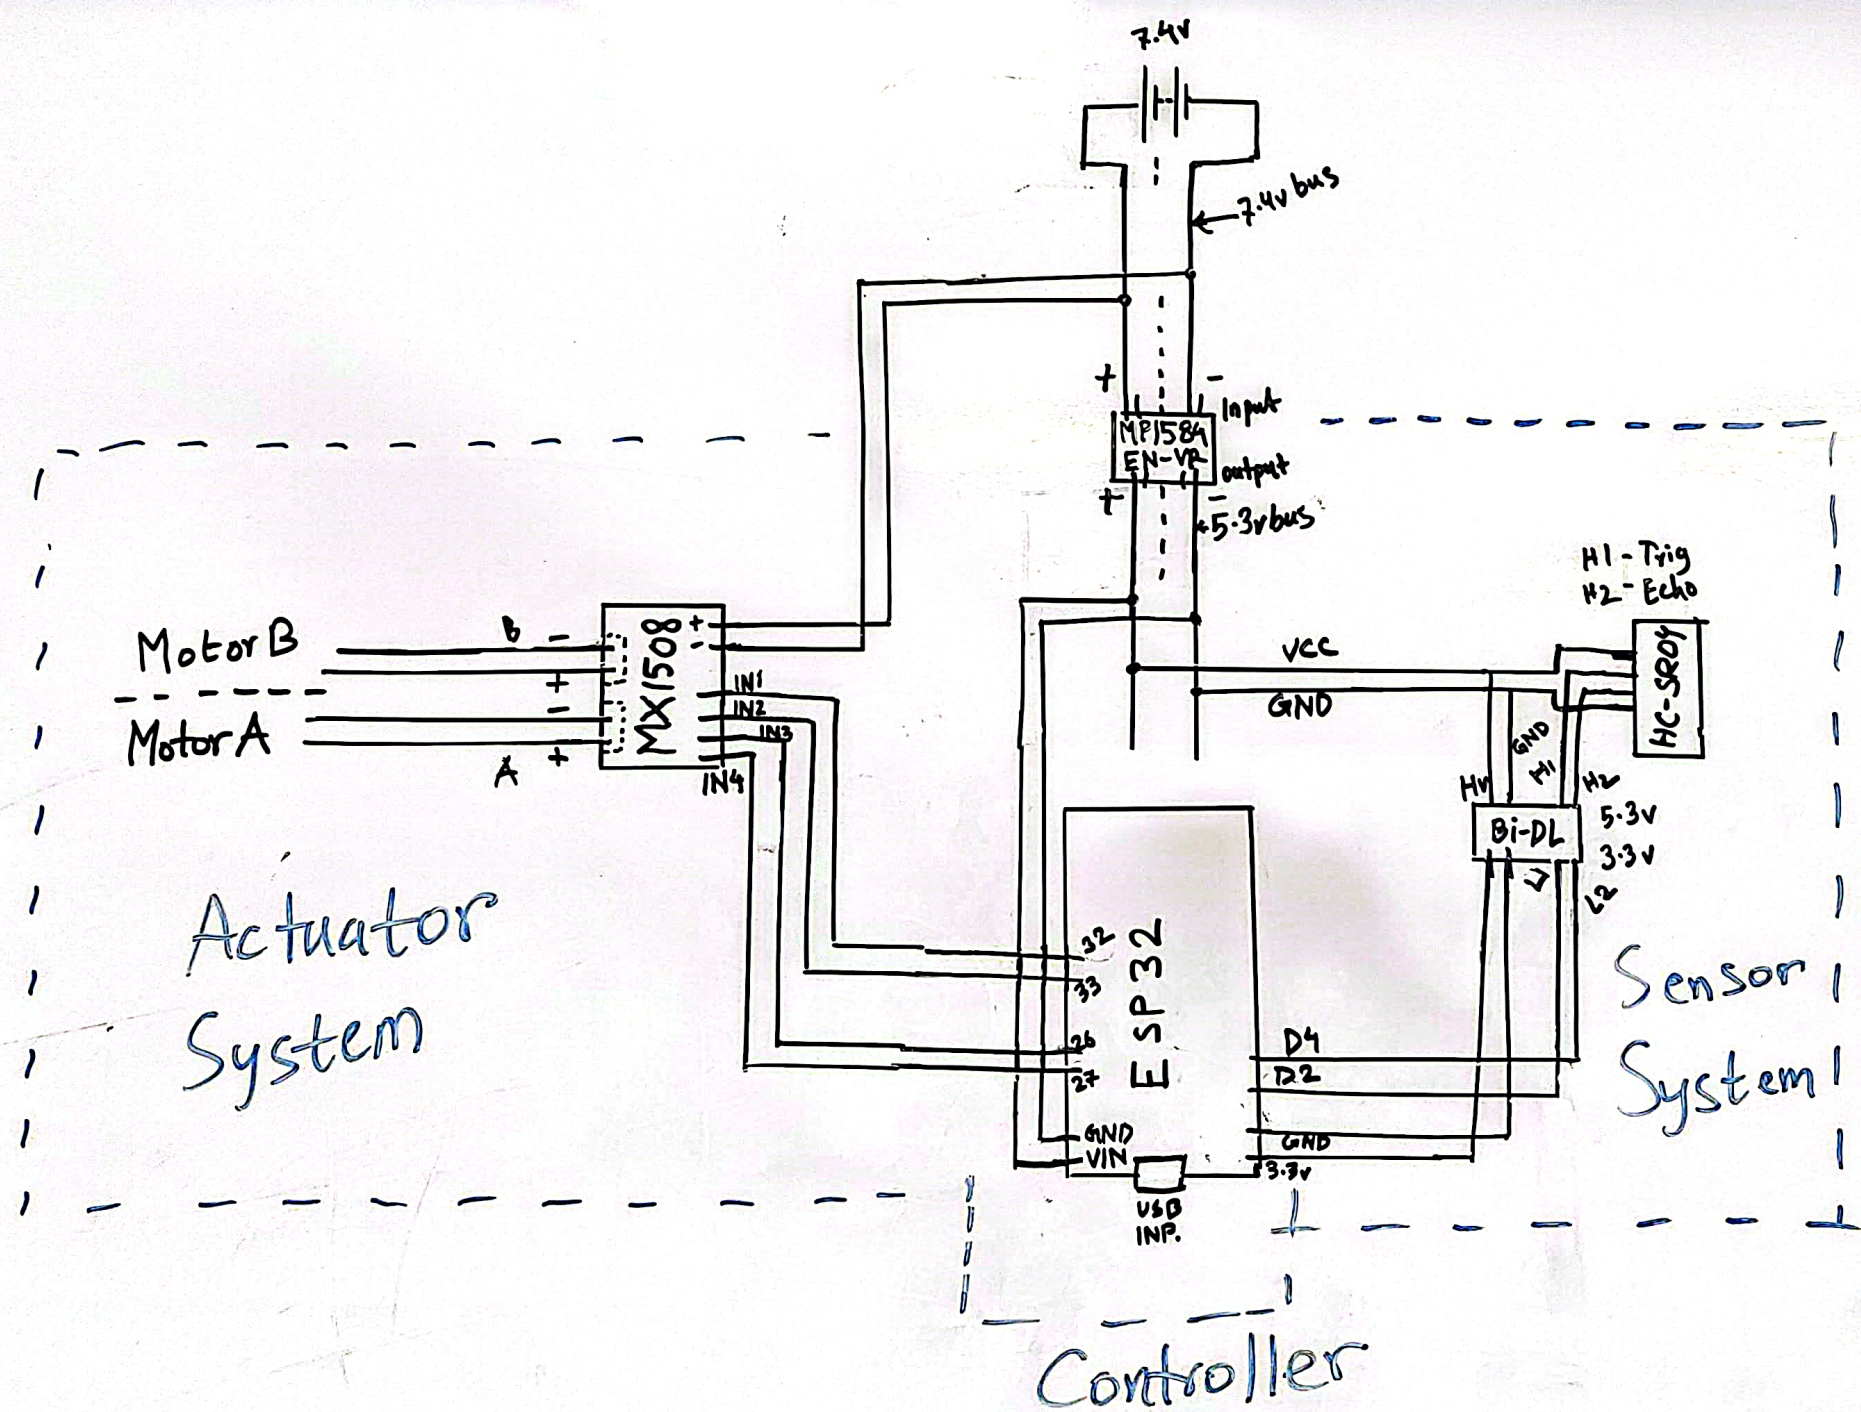 7.4v
7.4v bus
+ -
Input
MP1584
EN-VR
output
+ -
5.3v bus
H1 - Trig
H2 - Echo
HC-SR04
VCC
GND
Motor B
B - +
Motor A
A - +
MX1508
+
-
IN1
IN2
IN3
IN4
GND
H1
H2
Hv
Bi-DL
5.3v
3.3v
L2
Actuator
System
ESP32
32
33
26
27
GND
VIN
D4
D2
GND
3.3v
USB
INP.
Sensor
System
Controller